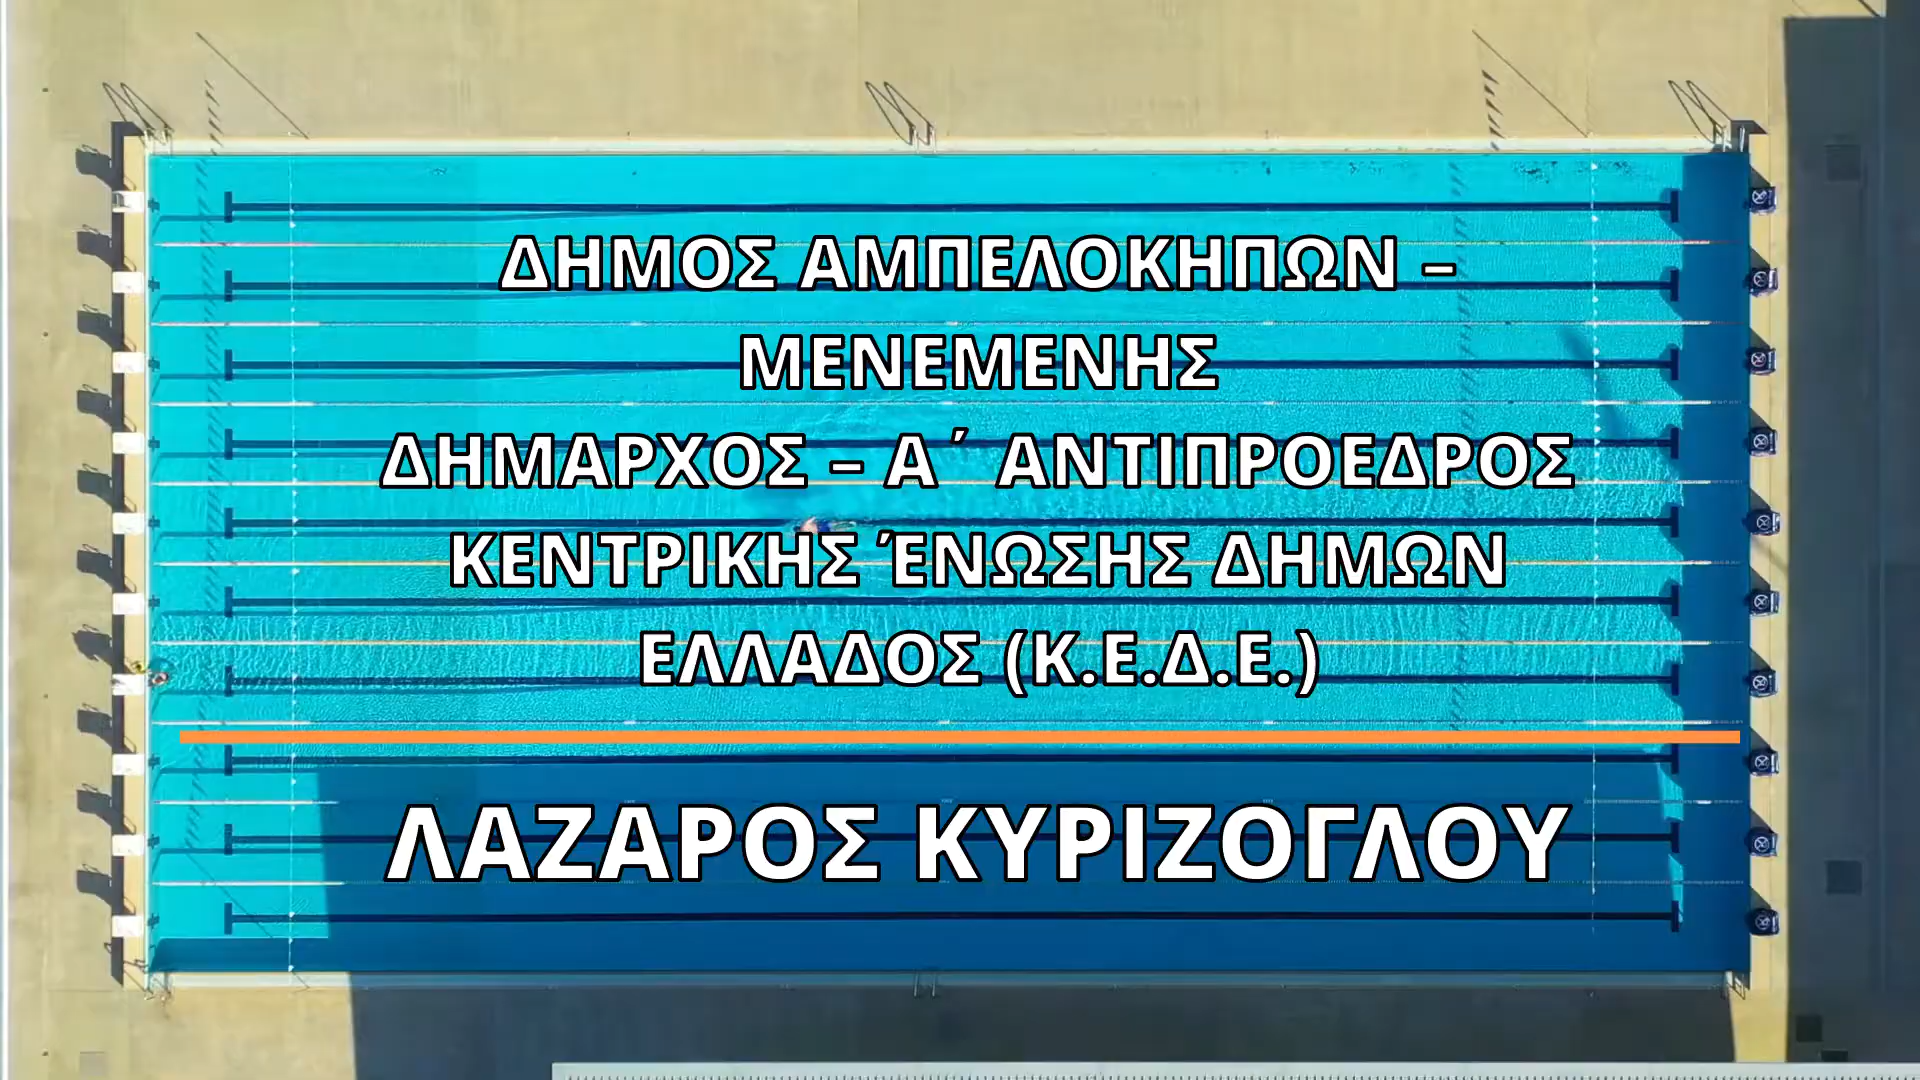 ΔΗΜΟΣ ΑΜΠΕΛΟΚΗΠΩΝ –
ΜΕΝΕΜΕΝΗΣ
ΔΗΜΑΡΧΟΣ – Α΄ ΑΝΤΙΠΡΟΕΔΡΟΣ
ΚΕΝΤΡΙΚΗΣ ΈΝΩΣΗΣ ΔΗΜΩΝ
ΕΛΛΑΔΟΣ (Κ.Ε.Δ.Ε.)
ΛΑΖΑΡΟΣ ΚΥΡΙΖΟΓΛΟΥ